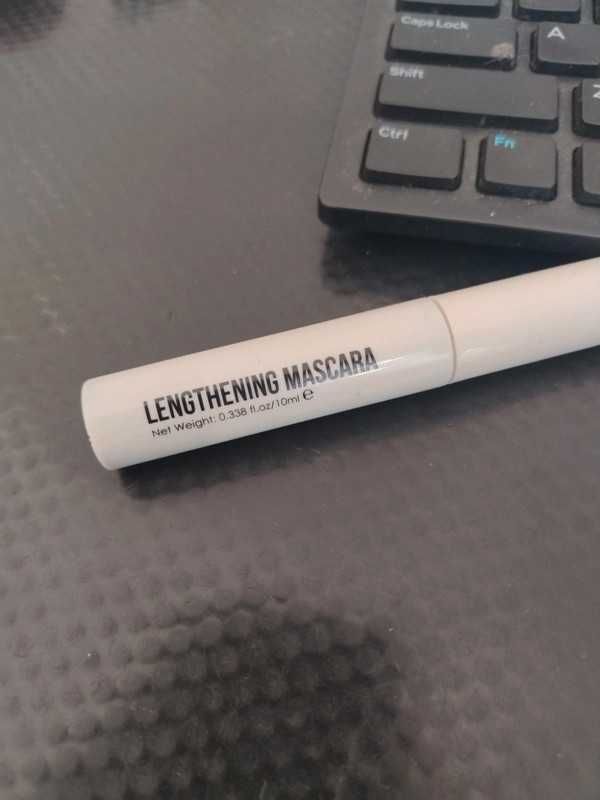 Caps Lock
A
Shift
Z
Ctrl
Fn
LENGTHENING MASCARA
Net Weight: 0.338 fl.oz/10ml ℮